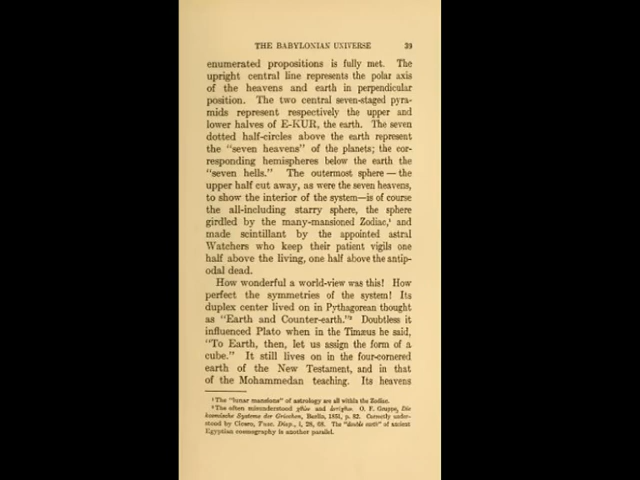 THE BABYLONIAN UNIVERSE 39
enumerated propositions is fully met. The
upright central line represents the polar axis
of the heavens and earth in perpendicular
position. The two central seven-staged pyra-
mids represent respectively the upper and
lower halves of E-KUR, the earth. The seven
dotted half-circles above the earth represent
the “seven heavens” of the planets; the cor-
responding hemispheres below the earth the
“seven hells.” The outermost sphere — the
upper half cut away, as were the seven heavens,
to show the interior of the system—is of course
the all-including starry sphere, the sphere
girdled by the many-mansioned Zodiac,¹ and
made scintillant by the appointed astral
Watchers who keep their patient vigils one
half above the living, one half above the antip-
odal dead.
How wonderful a world-view was this! How
perfect the symmetries of the system! Its
duplex center lived on in Pythagorean thought
as “Earth and Counter-earth.”² Doubtless it
influenced Plato when in the Timæus he said,
“To Earth, then, let us assign the form of a
cube.” It still lives on in the four-cornered
earth of the New Testament, and in that
of the Mohammedan teaching. Its heavens
¹ The “lunar mansions” of astrology are all within the Zodiac.
² The often misunderstood and O. F. Gruppe, Die
kosmische Systeme der Griechen, Berlin, 1851, p. 82. Correctly under-
stood by Cicero, Tusc. Disp., i, 28, 68. The “double earth” of ancient
Egyptian cosmography is another parallel.